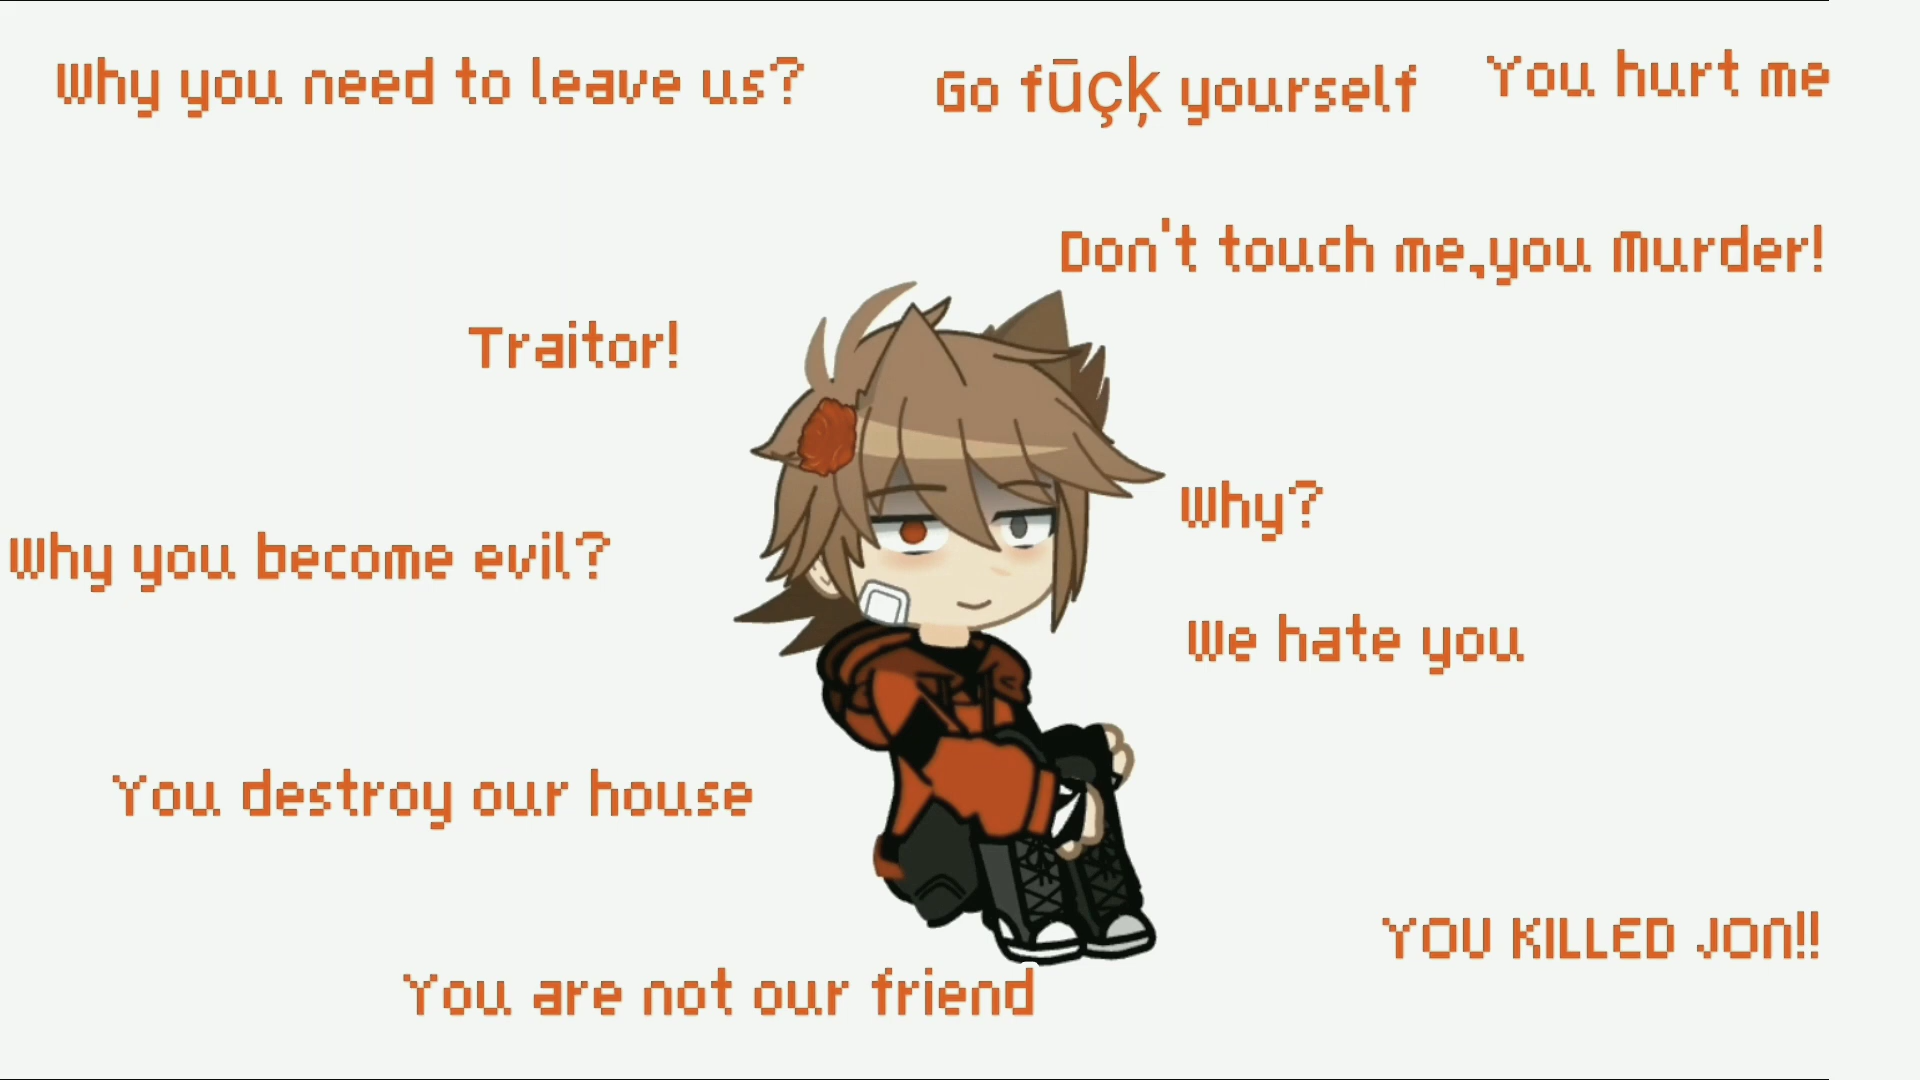 Why you need to leave us?
Go fūçķ yourself
You hurt me
Don't touch me,you Murder!
Traitor!
Why?
Why you become evil?
We hate you
You destroy our house
YOU KILLED JON!!
You are not our friend